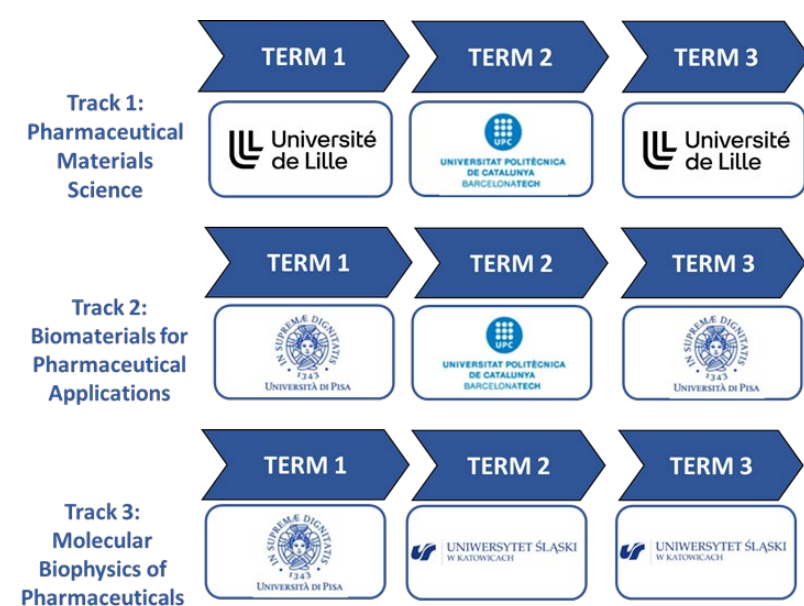 TERM 1
TERM 2
TERM 3
Track 1:
Pharmaceutical
Materials
Science
Université
de Lille
UPC
UNIVERSITAT POLITÈCNICA
DE CATALUNYA
BARCELONATECH
Université
de Lille
TERM 1
TERM 2
TERM 3
Track 2:
Biomaterials for
Pharmaceutical
Applications
IN SUPREMÆ DIGNITATIS
1343
UNIVERSITÀ DI PISA
UPC
UNIVERSITAT POLITÈCNICA
DE CATALUNYA
BARCELONATECH
IN SUPREMÆ DIGNITATIS
1343
UNIVERSITÀ DI PISA
TERM 1
TERM 2
TERM 3
Track 3:
Molecular
Biophysics of
Pharmaceuticals
IN SUPREMÆ DIGNITATIS
1343
UNIVERSITÀ DI PISA
UNIWERSYTET ŚLĄSKI
W KATOWICACH
UNIWERSYTET ŚLĄSKI
W KATOWICACH